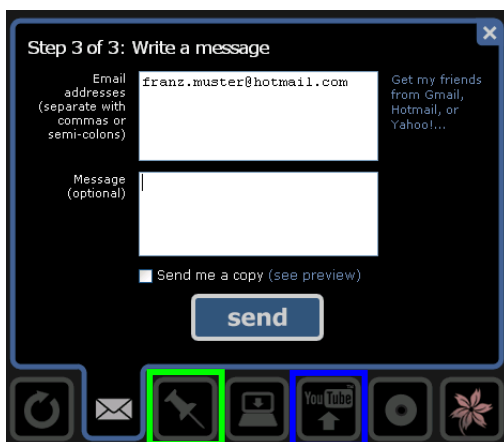 Step 3 of 3: Write a message
Email
addresses
(separate with
commas or
semi-colons)
franz.muster@hotmail.com
Get my friends
from Gmail,
Hotmail, or
Yahoo!...
Message
(optional)
Send me a copy (see preview)
send
You Tube